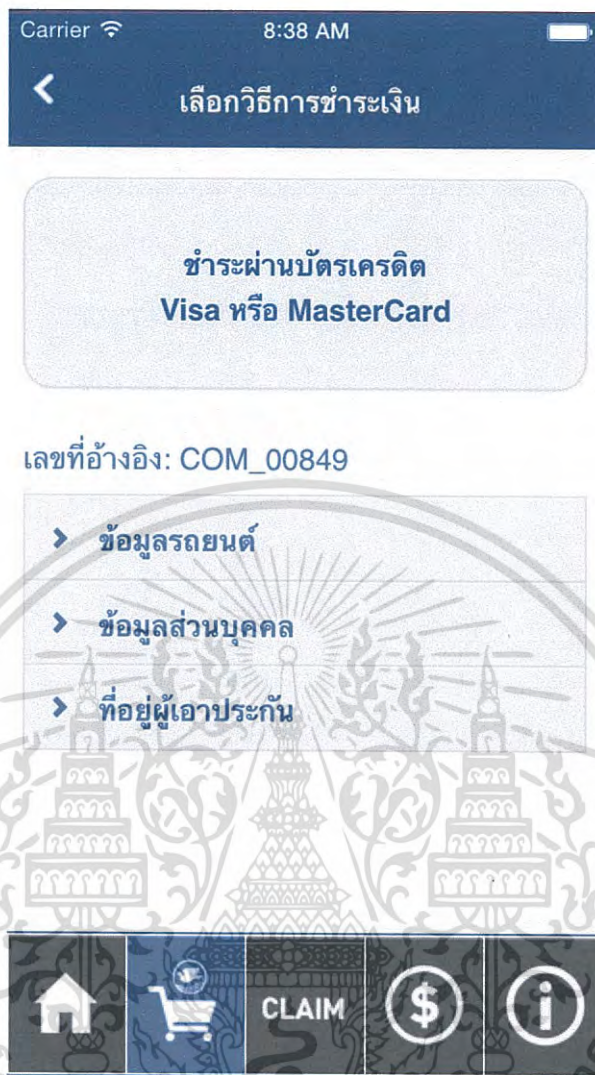 Carrier 8:38 AM
เลือกวิธีการชำระเงิน
ชำระผ่านบัตรเครดิต
Visa หรือ MasterCard
เลขที่อ้างอิง: COM_00849
ข้อมูลรถยนต์
ข้อมูลส่วนบุคคล
ที่อยู่ผู้เอาประกัน
CLAIM